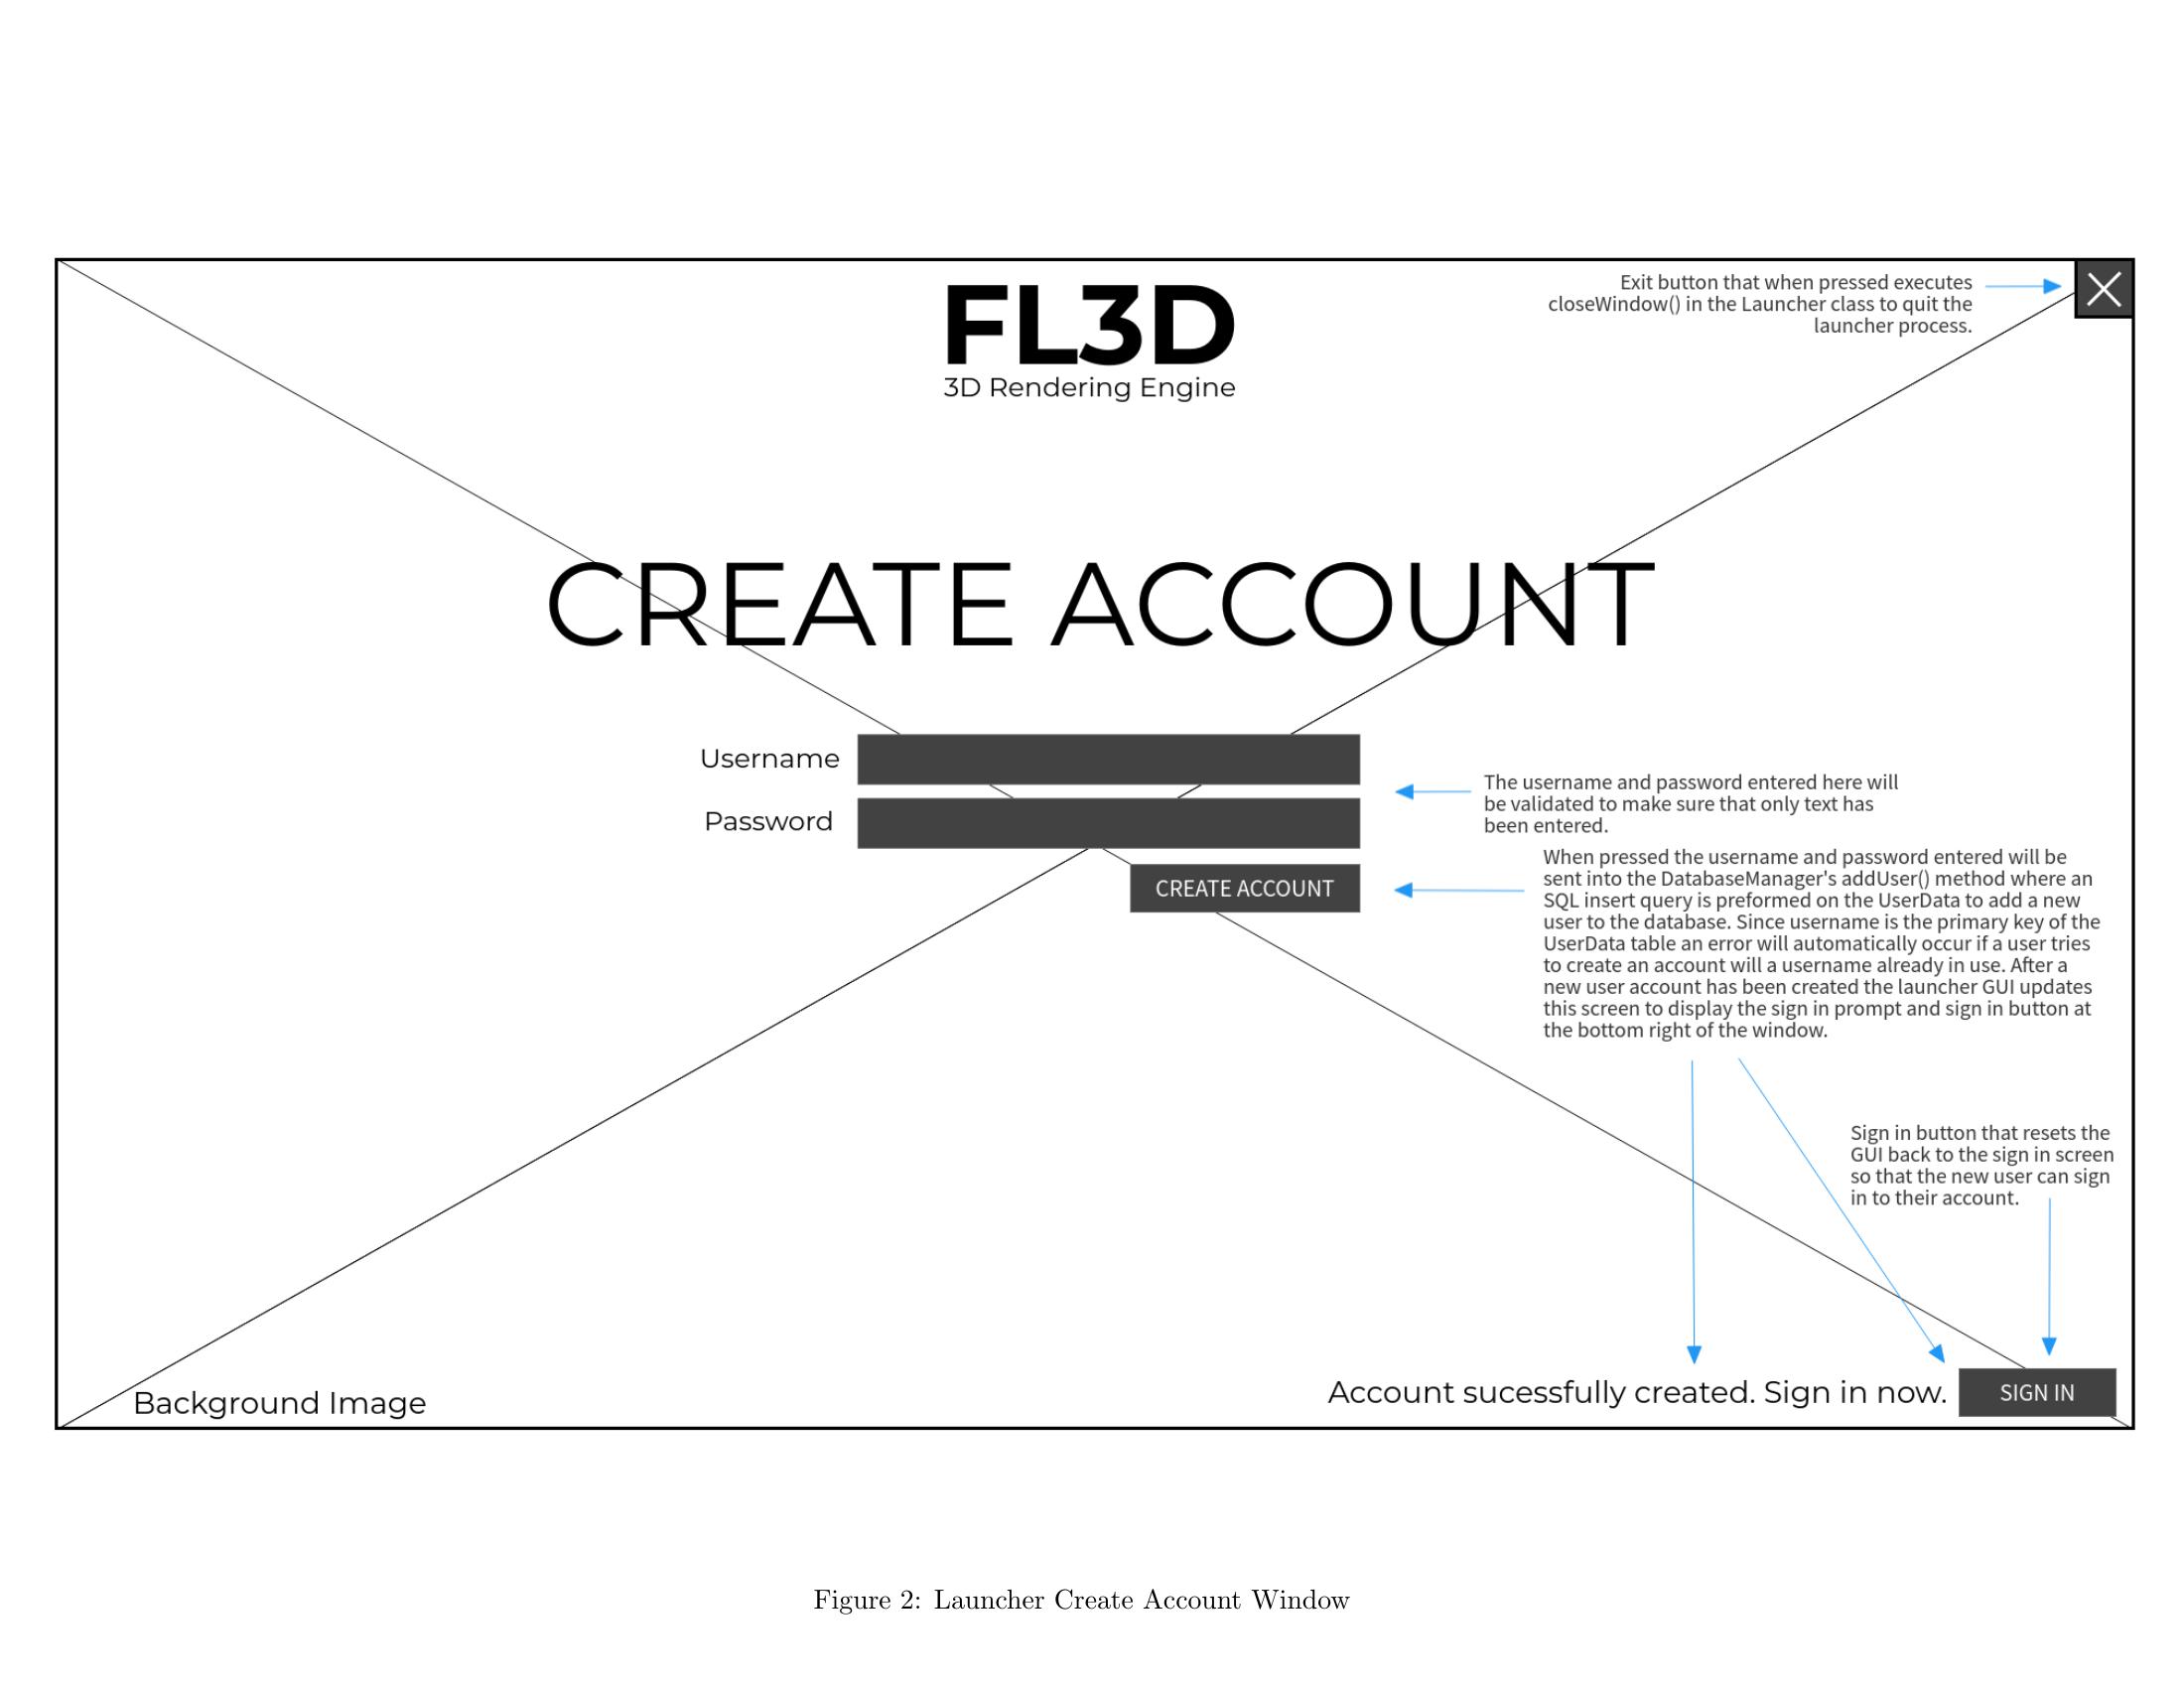 FL3D
3D Rendering Engine
Exit button that when pressed executes
closeWindow() in the Launcher class to quit the
launcher process.
CREATE ACCOUNT
Username
Password
The username and password entered here will
be validated to make sure that only text has
been entered.
CREATE ACCOUNT
When pressed the username and password entered will be
sent into the DatabaseManager's addUser() method where an
SQL insert query is preformed on the UserData to add a new
user to the database. Since username is the primary key of the
UserData table an error will automatically occur if a user tries
to create an account will a username already in use. After a
new user account has been created the launcher GUI updates
this screen to display the sign in prompt and sign in button at
the bottom right of the window.
Sign in button that resets the
GUI back to the sign in screen
so that the new user can sign
in to their account.
Background Image
Account sucessfully created. Sign in now.
SIGN IN
Figure 2: Launcher Create Account Window